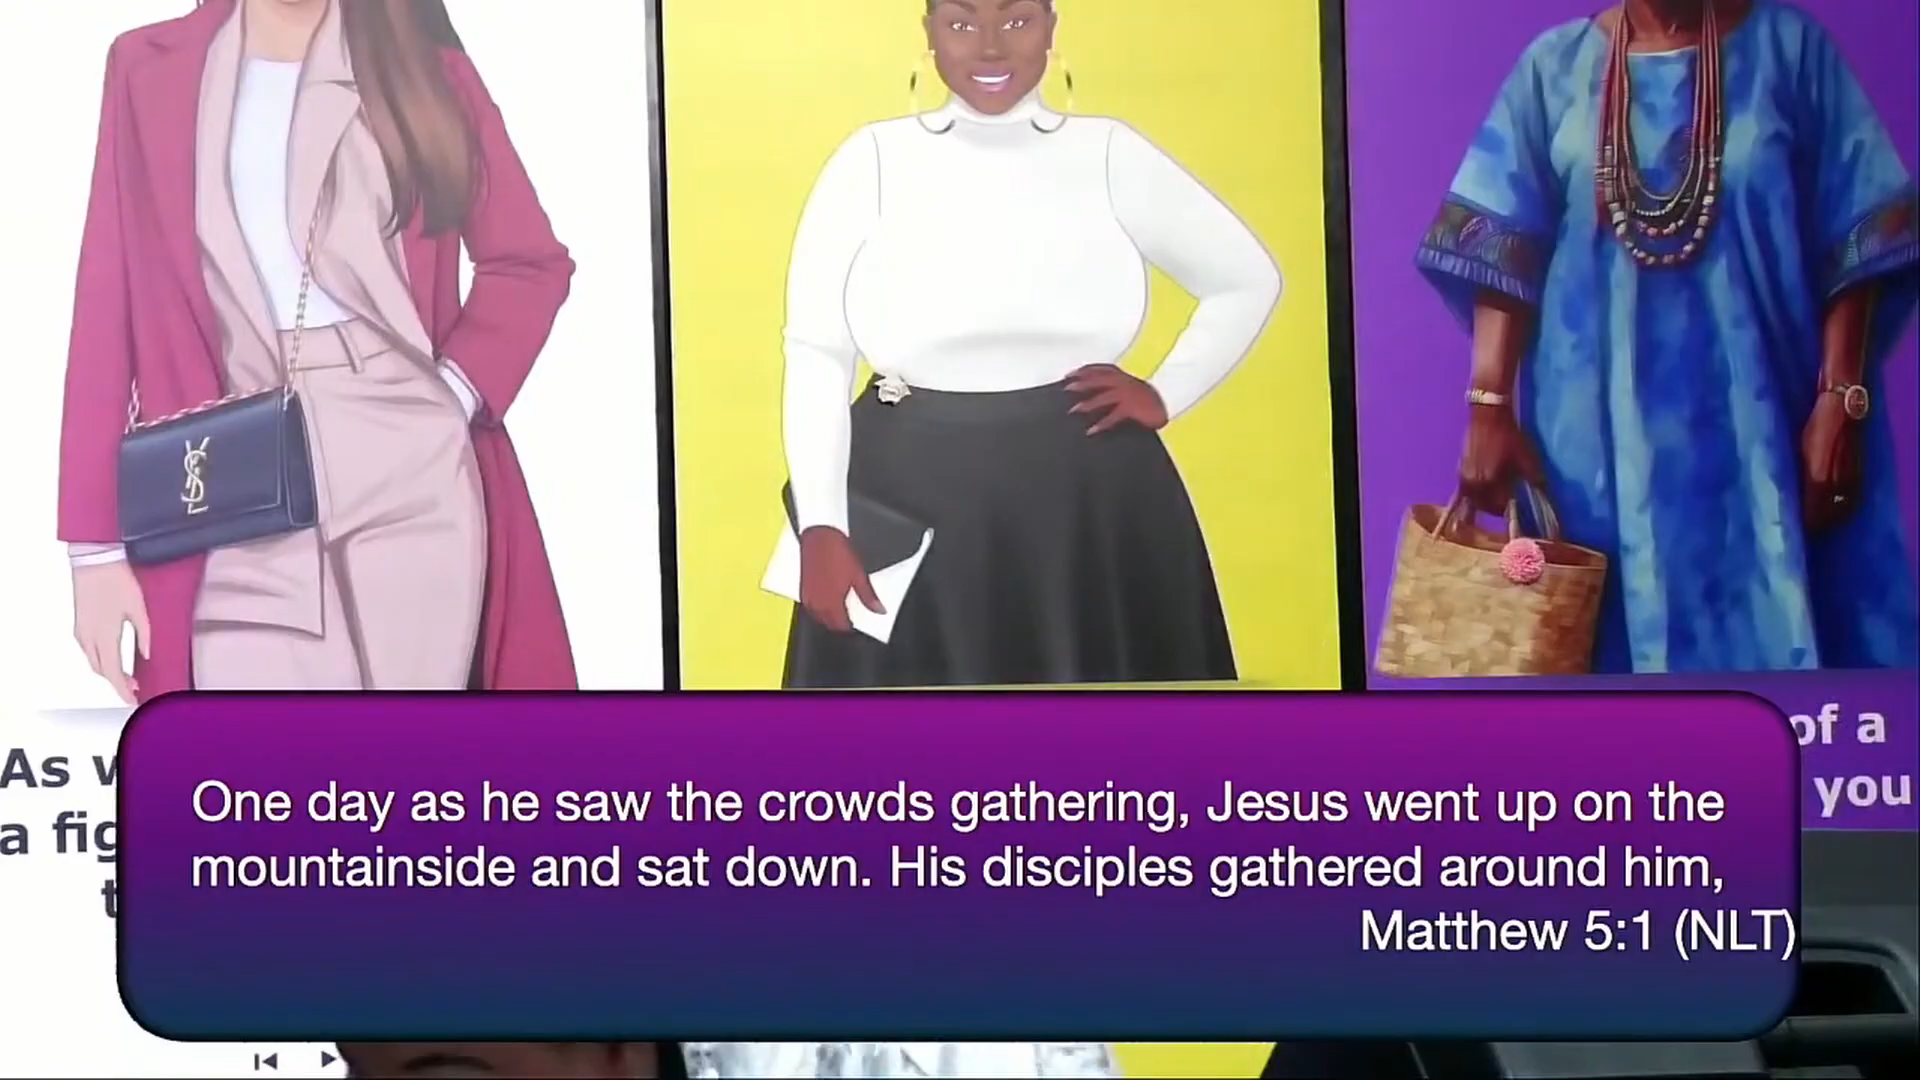 YSL
of a
As
you
a fig
One day as he saw the crowds gathering, Jesus went up on the
mountainside and sat down. His disciples gathered around him,
Matthew 5:1 (NLT)